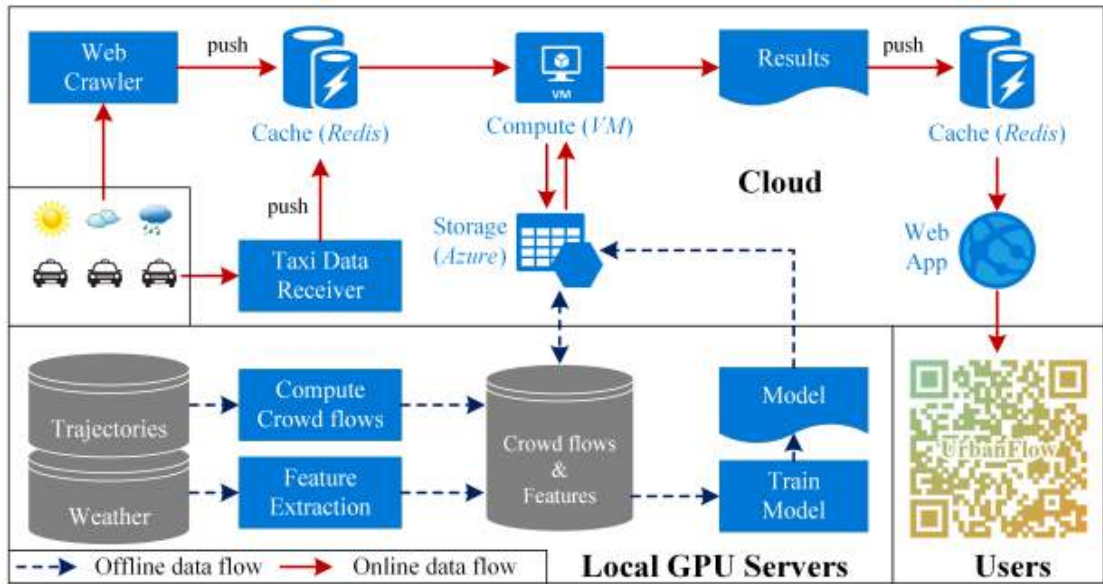 Web
Crawler
push
Cache (Redis)
VM
Compute (VM)
Results
push
Cache (Redis)
Cloud
push
Storage
(Azure)
Taxi Data
Receiver
Web
App
Trajectories
Weather
Compute
Crowd flows
Feature
Extraction
Crowd flows
&
Features
Model
Train
Model
UrbanFlow
Offline data flow
Online data flow
Local GPU Servers
Users